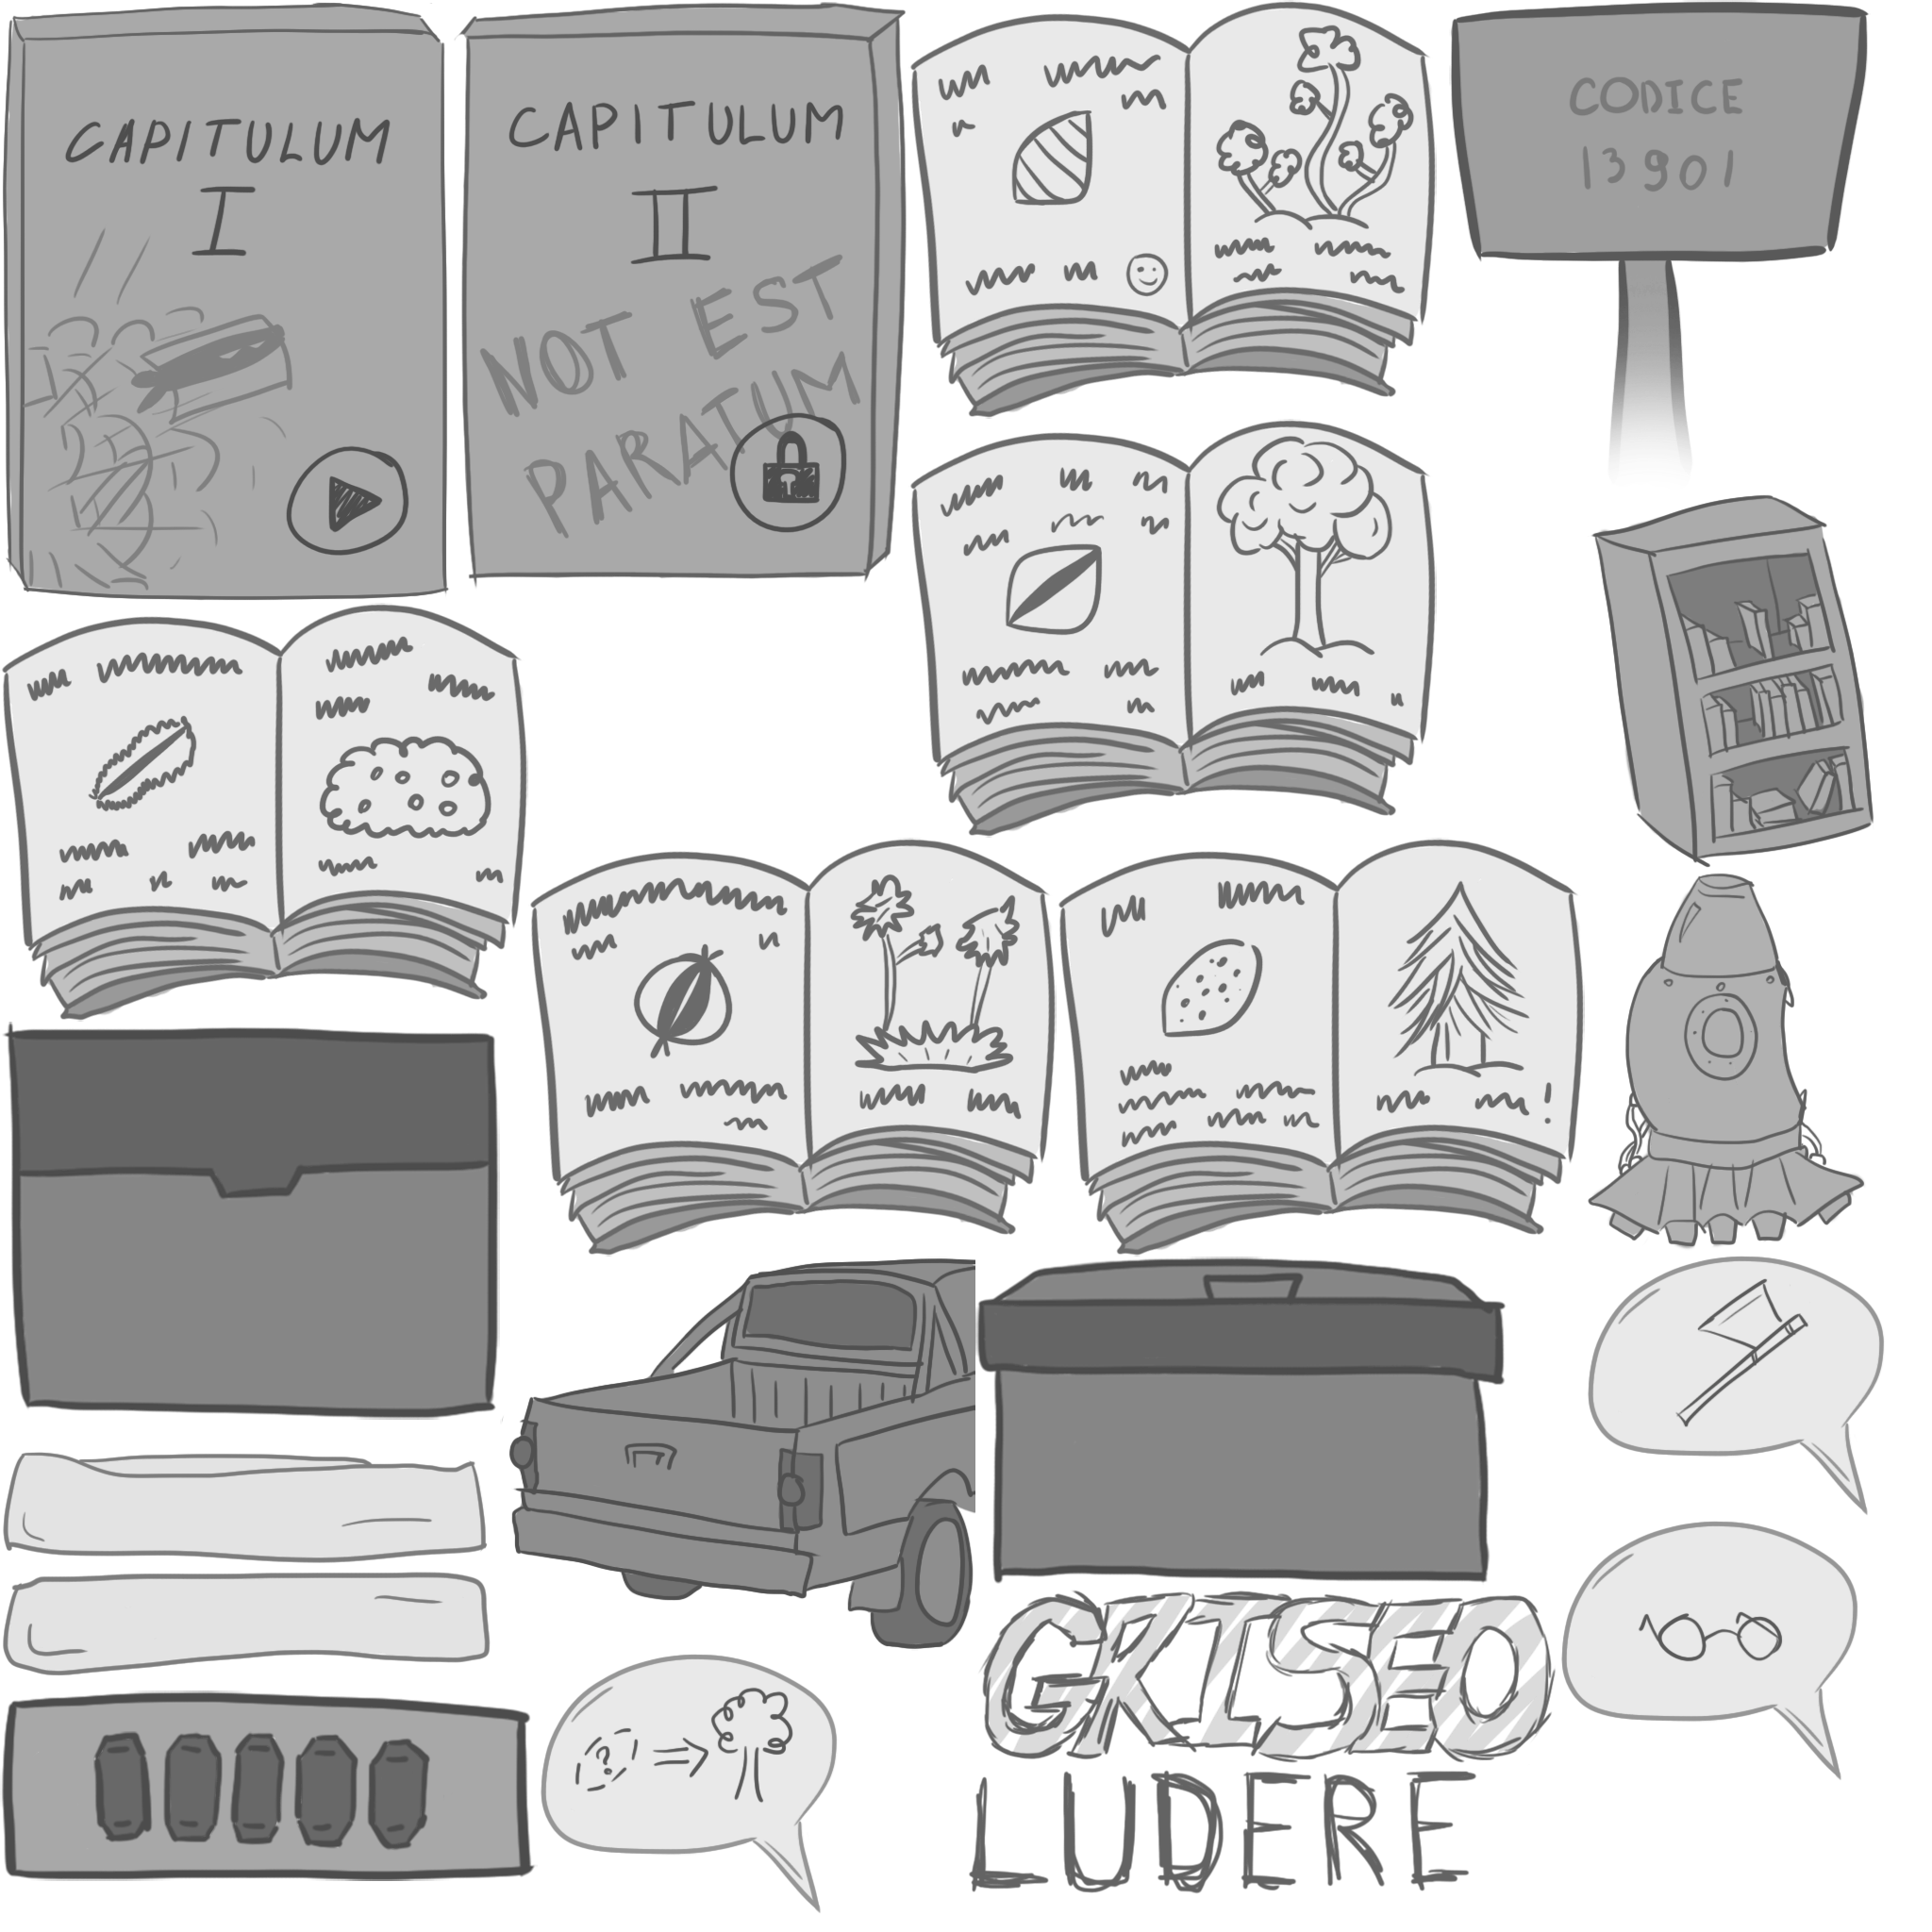 CAPITULUM
I
CAPITULUM
II
NOT EST
PARATUM
CODICE
13901
!
?
GRISEO
LUDERE